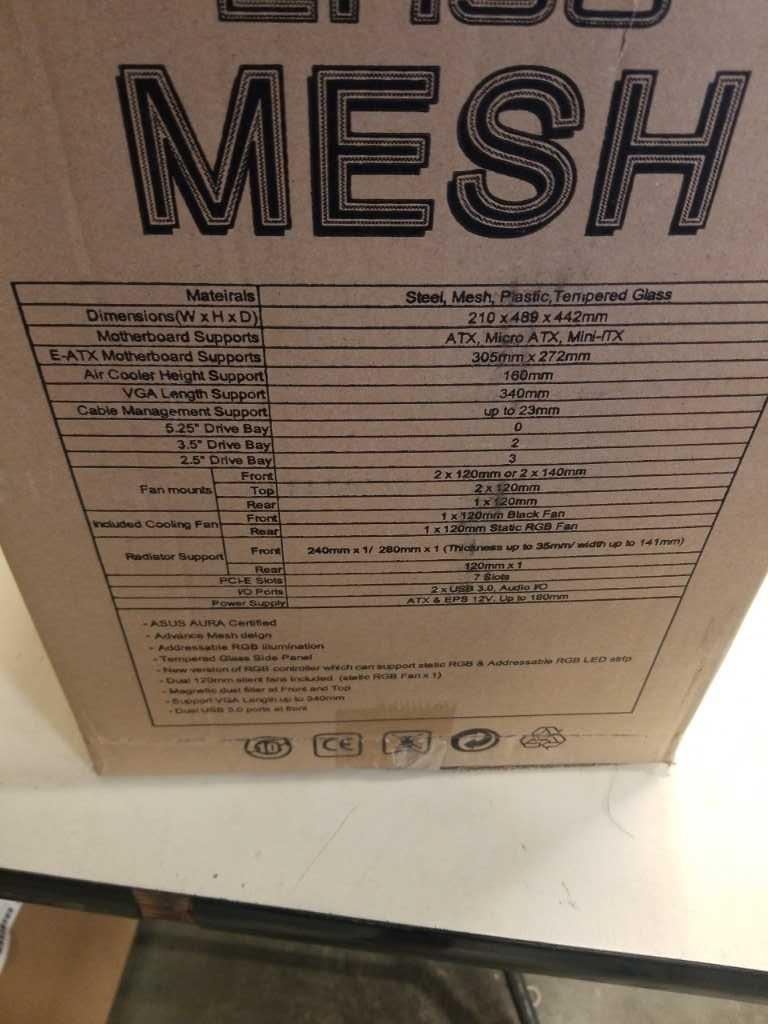 MESH
Mateirals Steel, Mesh, Plastic,Tempered Glass
Dimensions(W x H x D) 210 x 489 x 442mm
Motherboard Supports ATX, Micro ATX, Mini-ITX
E-ATX Motherboard Supports 305mm x 272mm
Air Cooler Height Support 160mm
VGA Length Support 340mm
Cable Management Support up to 23mm
5.25" Drive Bay 0
3.5" Drive Bay 2
2.5" Drive Bay 3
Fan mounts Front 2 x 120mm or 2 x 140mm
Top 2 x 120mm
Rear 1 x 120mm
Included Cooling Fan Front 1 x 120mm Black Fan
Rear 1 x 120mm Static RGB Fan
Radiator Support Front 240mm x 1/ 280mm x 1 (Thickness up to 35mm/ width up to 141mm)
Rear 120mm x 1
PCI-E Slots 7 Slots
I/O Ports 2 x USB 3.0, Audio I/O
Power Supply ATX & EPS 12V, Up to 180mm
- ASUS AURA Certified
- Advance Mesh deign
- Addressable RGB illumination
- Tempered Glass Side Panel
- New version of RGB controller which can support static RGB & Addressable RGB LED strip
- Dual 120mm silent fans included (static RGB Fan x 1)
- Magnetic dust filter at Front and Top
- Support VGA Length up to 340mm
- Dual USB 3.0 ports at front
10
CE